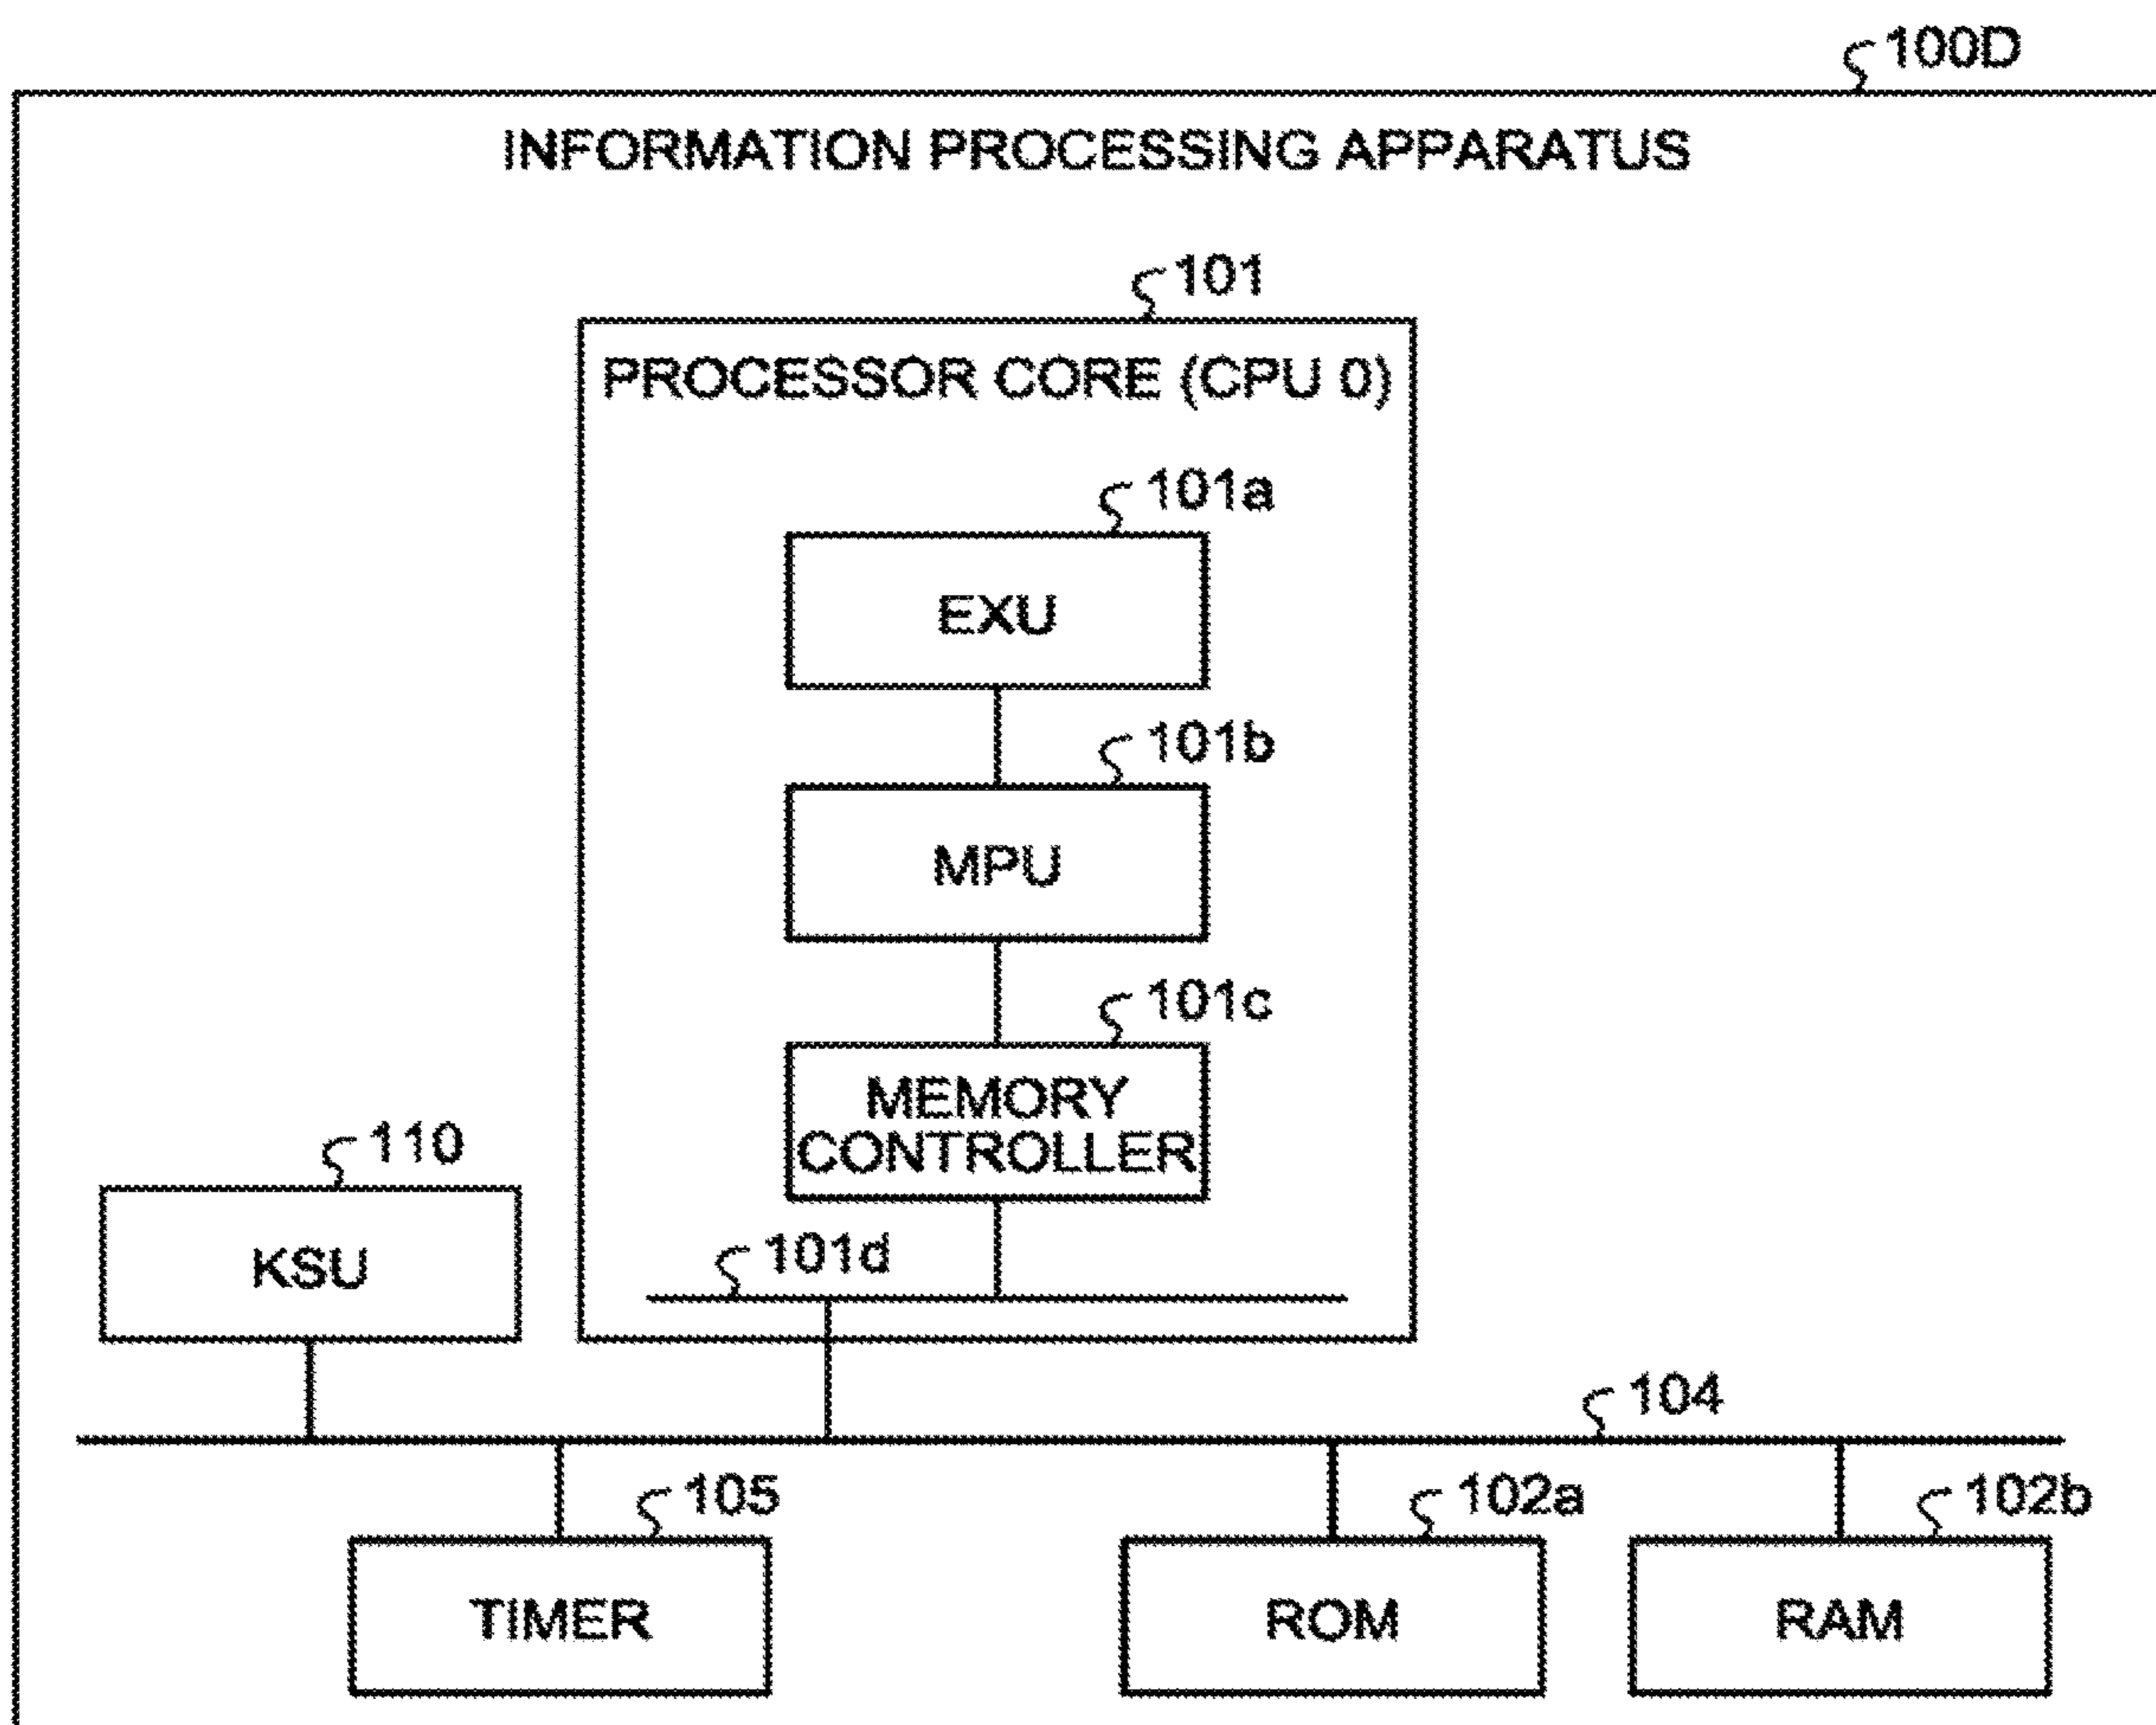 100D
INFORMATION PROCESSING APPARATUS
101
PROCESSOR CORE (CPU 0)
101a
EXU
101b
MPU
101c
MEMORY
CONTROLLER
110
KSU
101d
104
105
TIMER
102a
ROM
102b
RAM